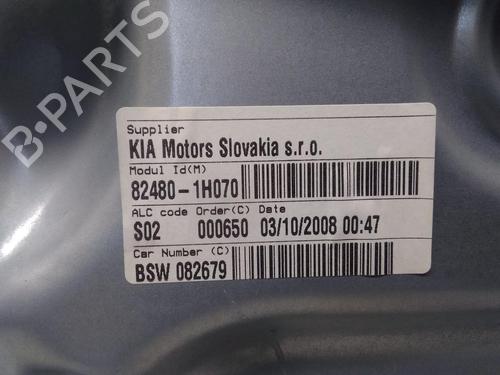 B-PARTS
Supplier
KIA Motors Slovakia s.r.o.
Modul Id(M)
82480-1H070
ALC code Order(C) Date
S02 000650 03/10/2008 00:47
Car Number (C)
BSW 082679